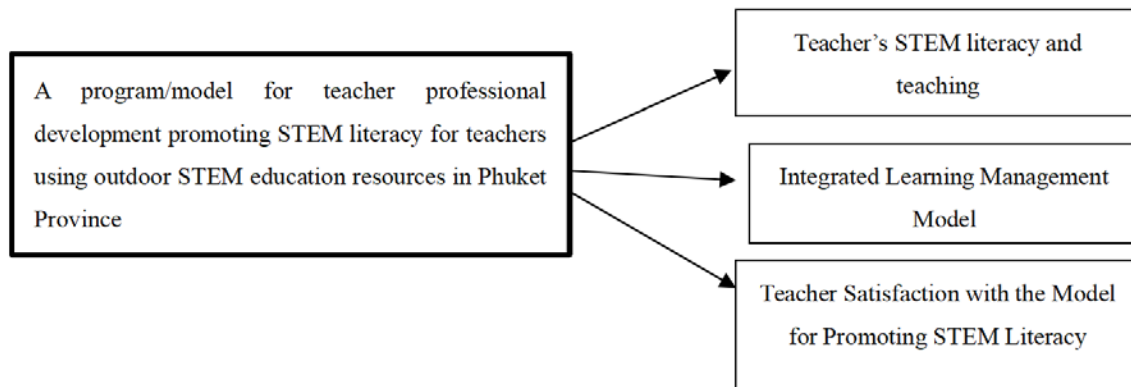 A program/model for teacher professional
development promoting STEM literacy for teachers
using outdoor STEM education resources in Phuket
Province
Teacher's STEM literacy and
teaching
Integrated Learning Management
Model
Teacher Satisfaction with the Model
for Promoting STEM Literacy